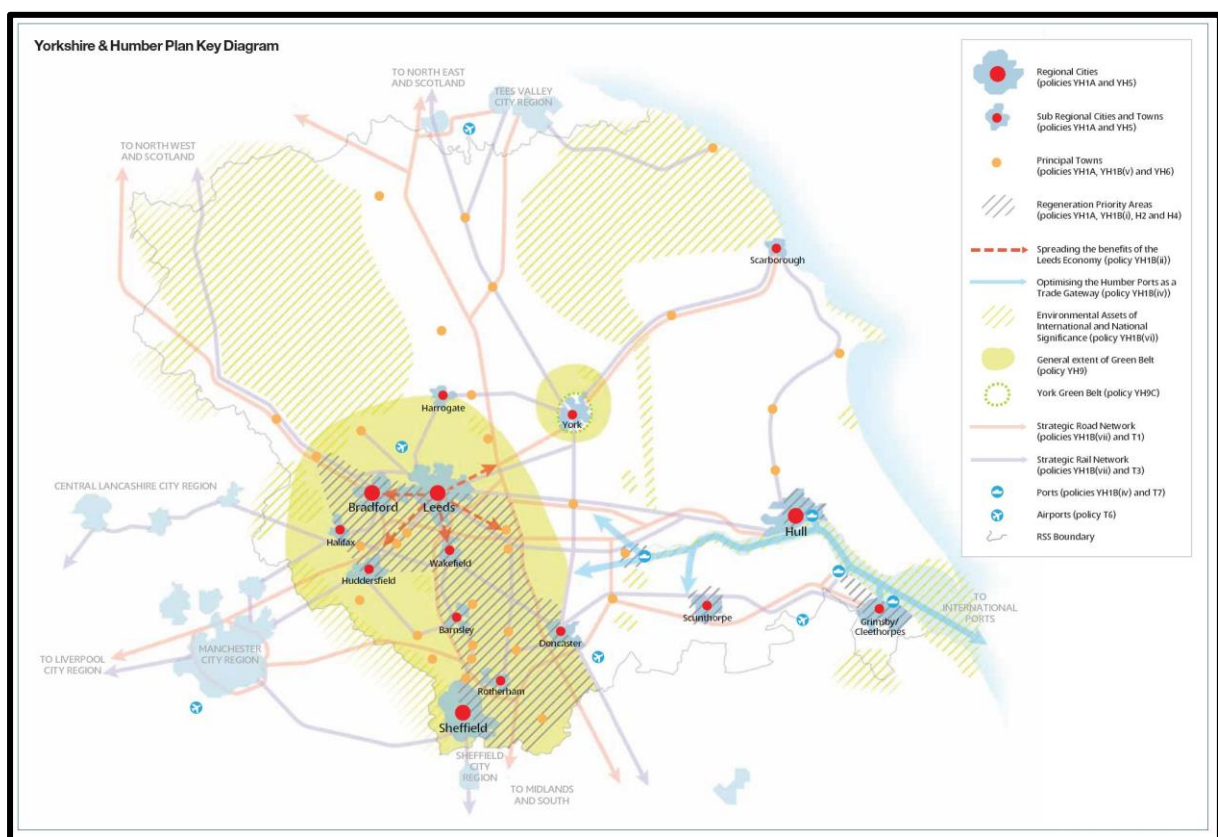 Yorkshire & Humber Plan Key Diagram
TO NORTH EAST
AND SCOTLAND
TEES VALLEY
CITY REGION
TO NORTH WEST
AND SCOTLAND
Scarborough
Harrogate
York
CENTRAL LANCASHIRE CITY REGION
Bradford
Leeds
Hull
Halifax
Wakefield
Huddersfield
Scunthorpe
Grimsby/
Cleethorpes
TO
INTERNATIONAL
PORTS
Barnsley
Doncaster
MANCHESTER
CITY REGION
TO LIVERPOOL
CITY REGION
Rotherham
Sheffield
SHEFFIELD
CITY
REGION
TO MIDLANDS
AND SOUTH
Regional Cities
(policies YH1A and YH5)
Sub Regional Cities and Towns
(policies YH1A and YH5)
Principal Towns
(policies YH1A, YH1B(v) and YH6)
Regeneration Priority Areas
(policies YH1A, YH1B(i), H2 and H4)
Spreading the benefits of the
Leeds Economy (policy YH1B(ii))
Optimising the Humber Ports as a
Trade Gateway (policy YH1B(iv))
Environmental Assets of
International and National
Significance (policy YH1B(vi))
General extent of Green Belt
(policy YH9)
York Green Belt (policy YH9C)
Strategic Road Network
(policies YH1B(vii) and T1)
Strategic Rail Network
(policies YH1B(vii) and T3)
Ports (policies YH1B(iv) and T7)
Airports (policy T6)
RSS Boundary